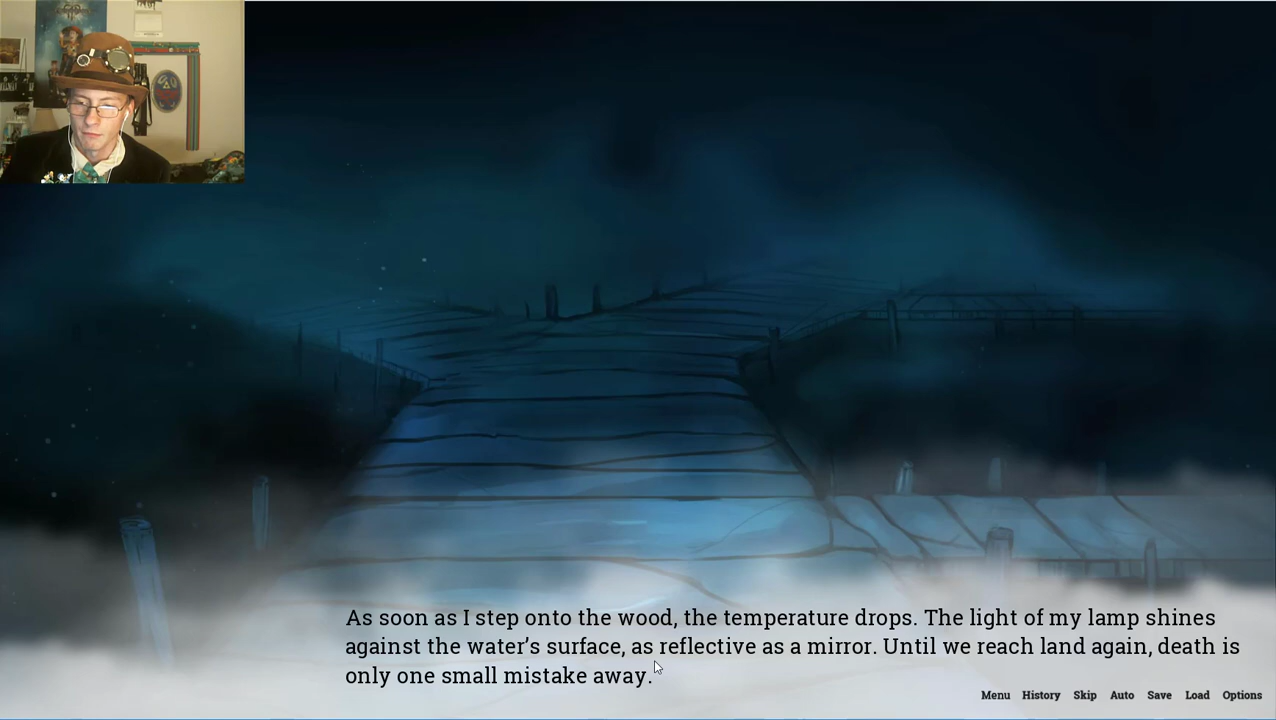 As soon as I step onto the wood, the temperature drops. The light of my lamp shines
against the water’s surface, as reflective as a mirror. Until we reach land again, death is
only one small mistake away.
Menu History Skip Auto Save Load Options